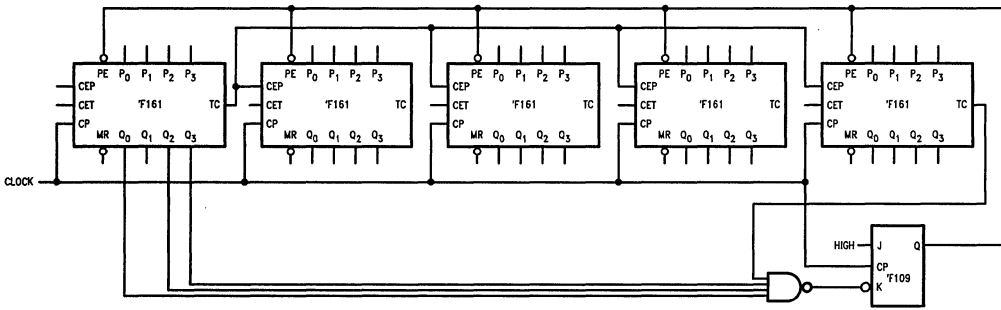 PE P0 P1 P2 P3
CEP
CET 'F161 TC
CP
MR Q0 Q1 Q2 Q3
PE P0 P1 P2 P3
CEP
CET 'F161 TC
CP
MR Q0 Q1 Q2 Q3
PE P0 P1 P2 P3
CEP
CET 'F161 TC
CP
MR Q0 Q1 Q2 Q3
PE P0 P1 P2 P3
CEP
CET 'F161 TC
CP
MR Q0 Q1 Q2 Q3
PE P0 P1 P2 P3
CEP
CET 'F161 TC
CP
MR Q0 Q1 Q2 Q3
CLOCK
HIGH J Q
CP
'F109
K